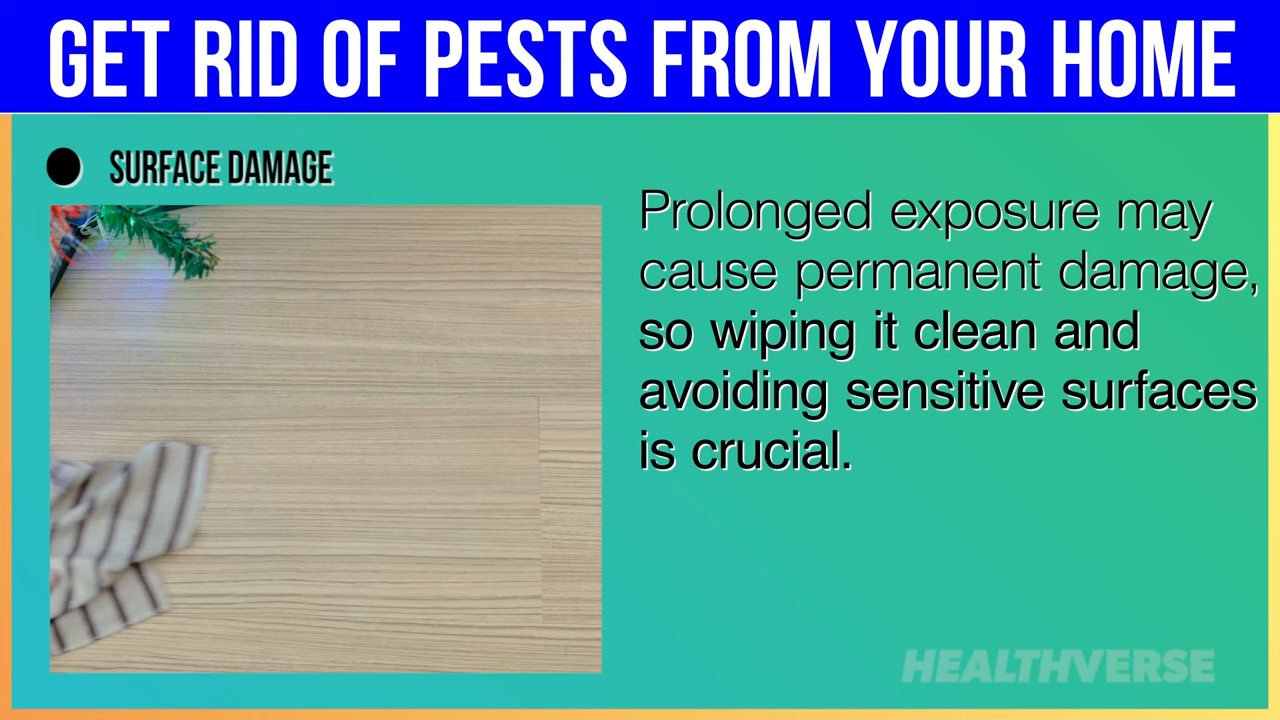 GET RID OF PESTS FROM YOUR HOME
SURFACE DAMAGE
Prolonged exposure may
cause permanent damage,
so wiping it clean and
avoiding sensitive surfaces
is crucial.
HEALTHVERSE